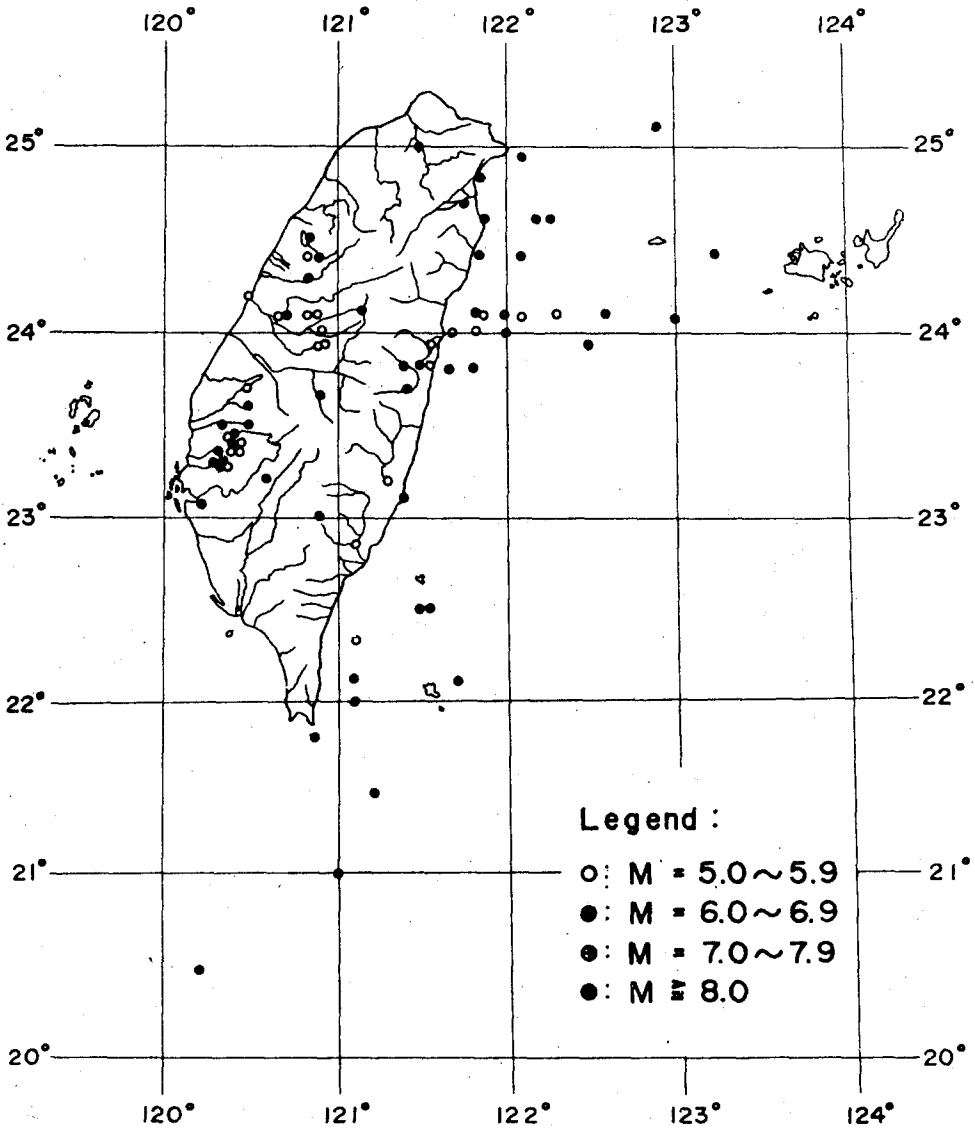 120° 121° 122° 123° 124°
25° 25°
24° 24°
23° 23°
22° 22°
Legend :
21° 21°
○: M = 5.0~5.9
●: M = 6.0~6.9
◉: M = 7.0~7.9
●: M ≧ 8.0
20° 20°
120° 121° 122° 123° 124°